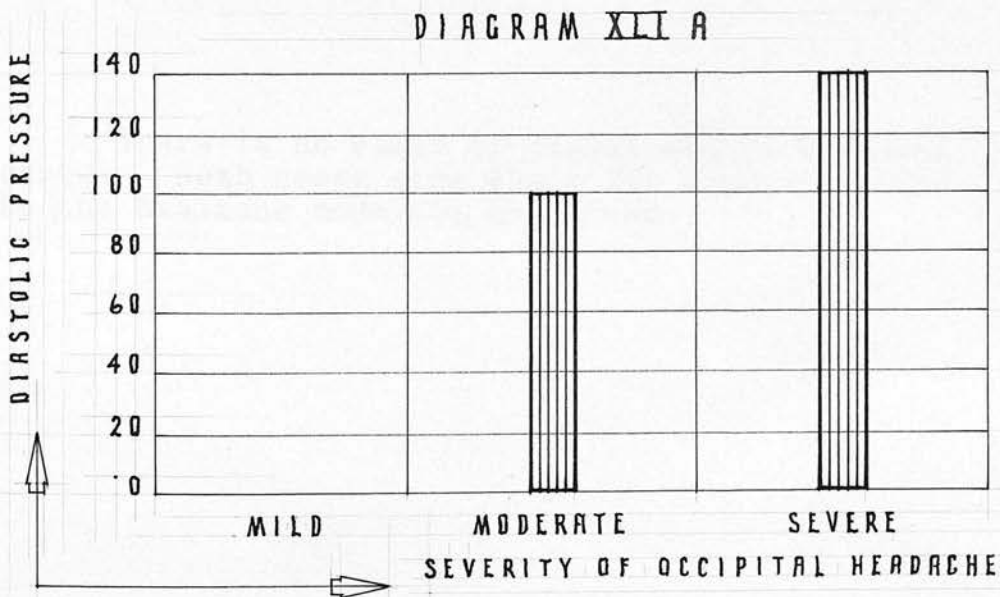 DIAGRAM XLI A
DIASTOLIC PRESSURE
140
120
100
80
60
40
20
0
MILD MODERATE SEVERE
SEVERITY OF OCCIPITAL HEADACHE